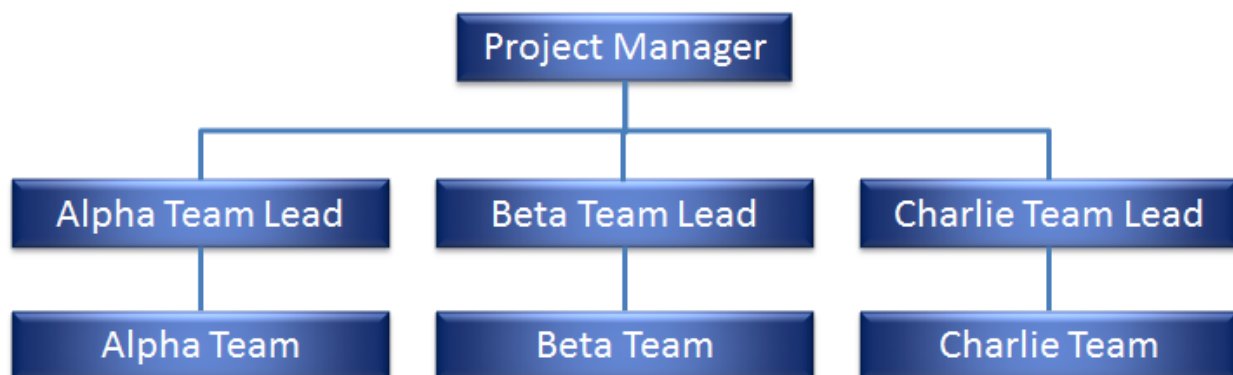 Project Manager
Alpha Team Lead
Beta Team Lead
Charlie Team Lead
Alpha Team
Beta Team
Charlie Team